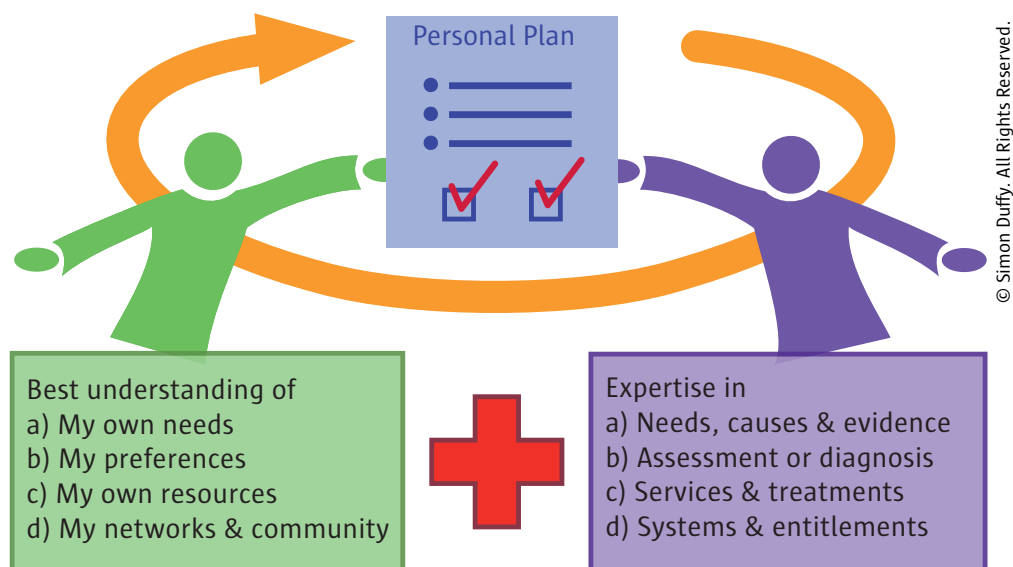 Personal Plan
Best understanding of
a) My own needs
b) My preferences
c) My own resources
d) My networks & community
Expertise in
a) Needs, causes & evidence
b) Assessment or diagnosis
c) Services & treatments
d) Systems & entitlements
© Simon Duffy. All Rights Reserved.